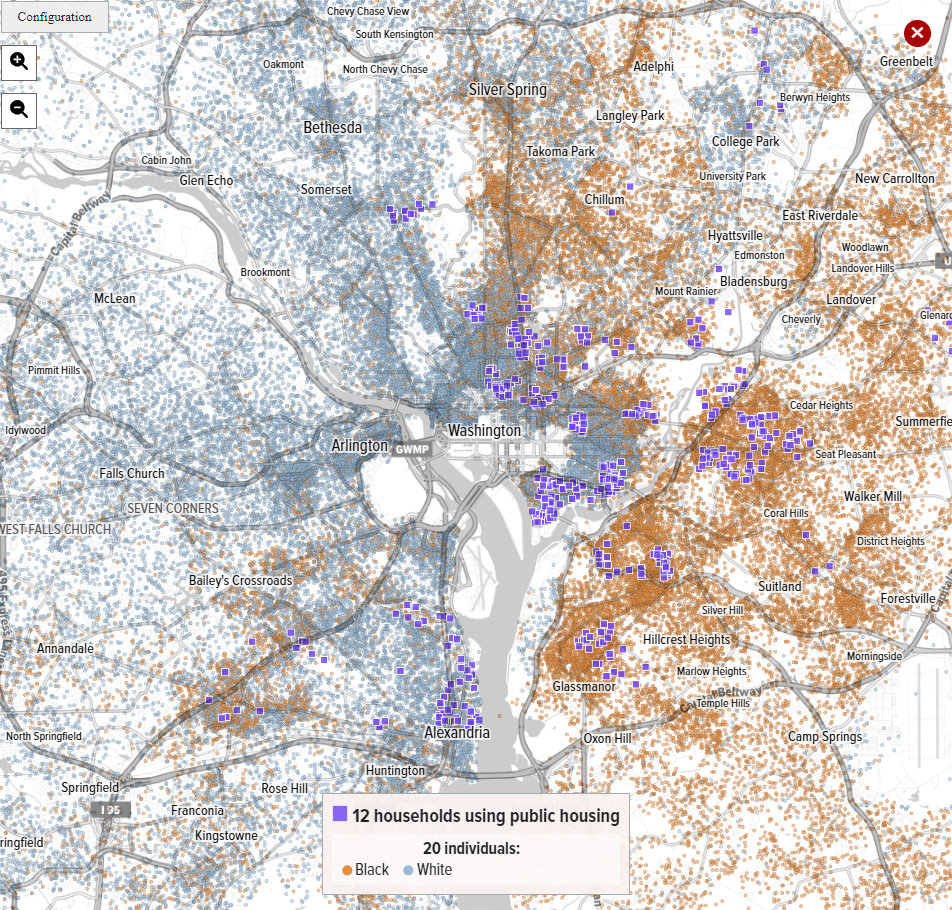 Configuration
Chevy Chase View
South Kensington
Oakmont
North Chevy Chase
Adelphi
Greenbelt
Silver Spring
Berwyn Heights
Langley Park
Bethesda
College Park
Takoma Park
Cabin John
Glen Echo
University Park
New Carrollton
Somerset
Chillum
East Riverdale
Capital Beltway
Hyattsville
Woodlawn
Edmonston
Landover Hills
Brookmont
Bladensburg
Mount Rainier
McLean
Landover
Cheverly
Glenard
Pimmit Hills
Cedar Heights
Summerfie
Idylwood
Washington
Arlington
GWMP
Seat Pleasant
Falls Church
Walker Mill
SEVEN CORNERS
Coral Hills
WEST FALLS CHURCH
District Heights
Bailey's Crossroads
Suitland
Forestville
Silver Hill
Annandale
Hillcrest Heights
Morningside
Marlow Heights
Glassmanor
Capital Beltway
Temple Hills
North Springfield
Alexandria
Oxon Hill
Camp Springs
Huntington
Springfield
Rose Hill
I 95
Franconia
Kingstowne
ringfield
12 households using public housing
20 individuals:
Black White